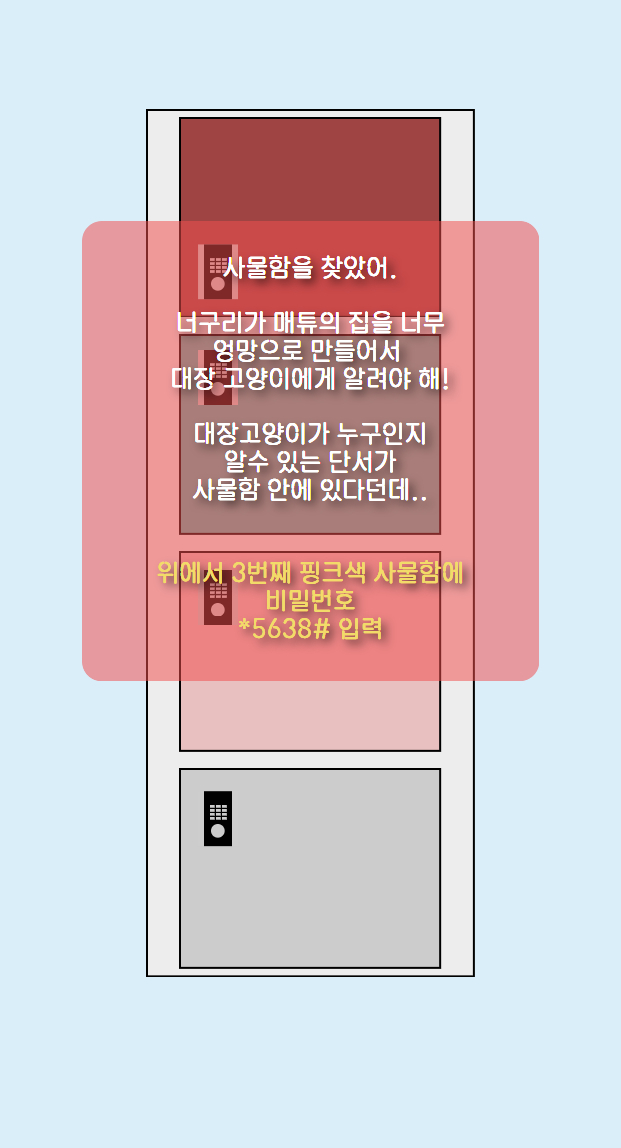 사물함을 찾았어.
너구리가 매튜의 집을 너무
엉망으로 만들어서
대장 고양이에게 알려야 해!
대장고양이가 누구인지
알수 있는 단서가
사물함 안에 있다던데..
위에서 3번째 핑크색 사물함에
비밀번호
*5638# 입력